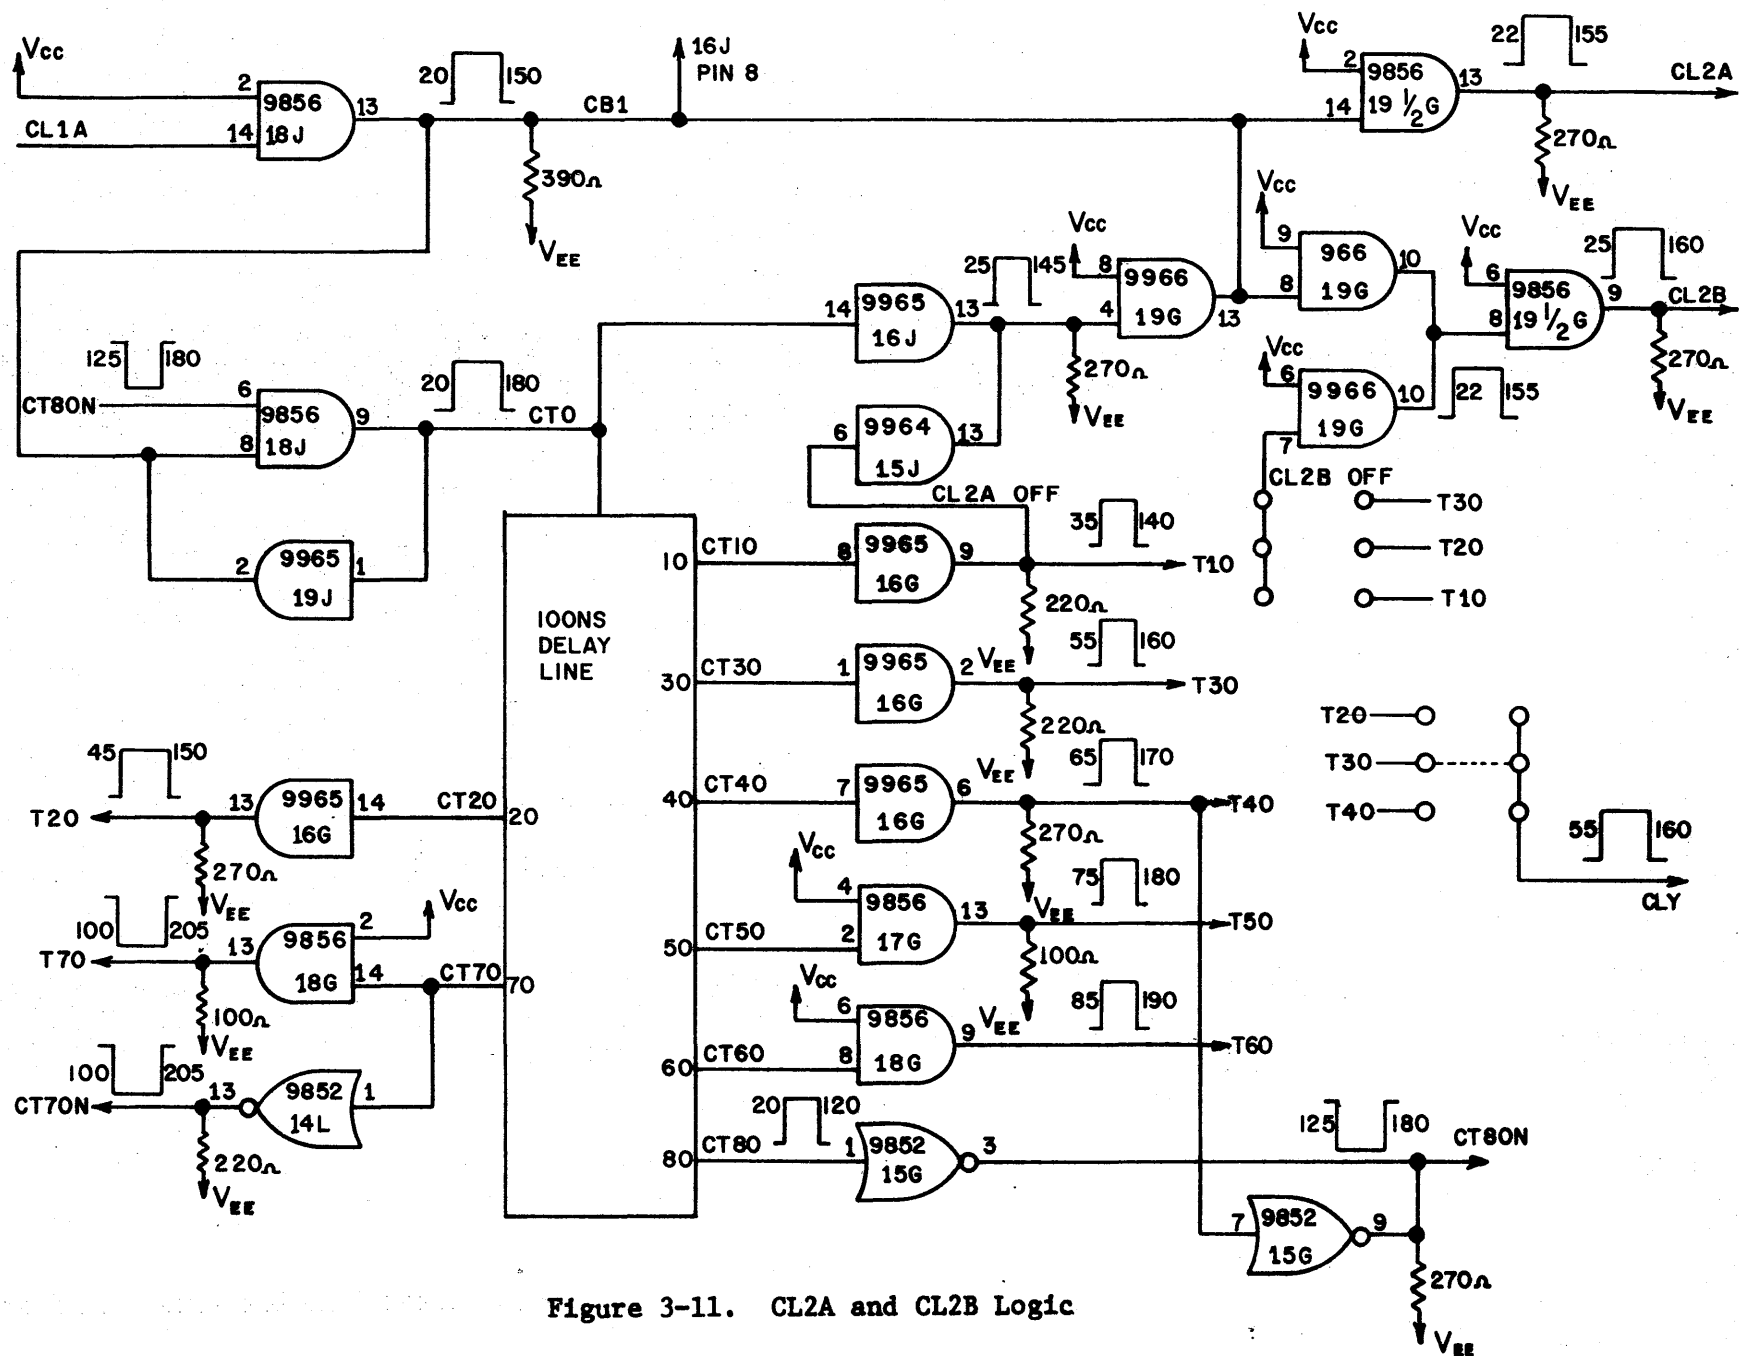 Vcc
2
9856
18J
13
CL1A
14
20
150
CB1
16J
PIN 8
390Ω
VEE
Vcc
2
9856
19 1/2G
13
14
22
155
CL2A
270Ω
VEE
125
180
CT80N
6
9856
18J
9
8
20
180
CT0
2
9965
19J
1
14
9965
16J
13
25
145
Vcc
8
9966
19G
4
13
270Ω
VEE
6
9964
15J
13
CL2A OFF
Vcc
9
966
19G
10
8
Vcc
6
9966
19G
10
7
22
155
Vcc
6
9856
19 1/2 G
9
8
25
160
CL2B
270Ω
VEE
CL2B OFF
T30
T20
T10
100NS
DELAY
LINE
10
CT10
8
9965
16G
9
35
140
T10
220Ω
VEE
30
CT30
1
9965
16G
2
55
160
T30
220Ω
VEE
40
CT40
7
9965
16G
6
65
170
T40
270Ω
VEE
Vcc
4
9856
17G
13
50
CT50
2
75
180
T50
100Ω
VEE
Vcc
6
9856
18G
9
60
CT60
8
85
190
T60
80
CT80
20
120
1
9852
15G
3
125
180
CT80N
7
9852
15G
9
270Ω
VEE
T20
T30
T40
55
160
CLY
45
150
T20
13
9965
16G
14
CT20
20
270Ω
VEE
100
205
T70
13
9856
18G
2
Vcc
14
CT70
70
100Ω
VEE
100
205
CT70N
13
9852
14L
1
220Ω
VEE
Figure 3-11. CL2A and CL2B Logic